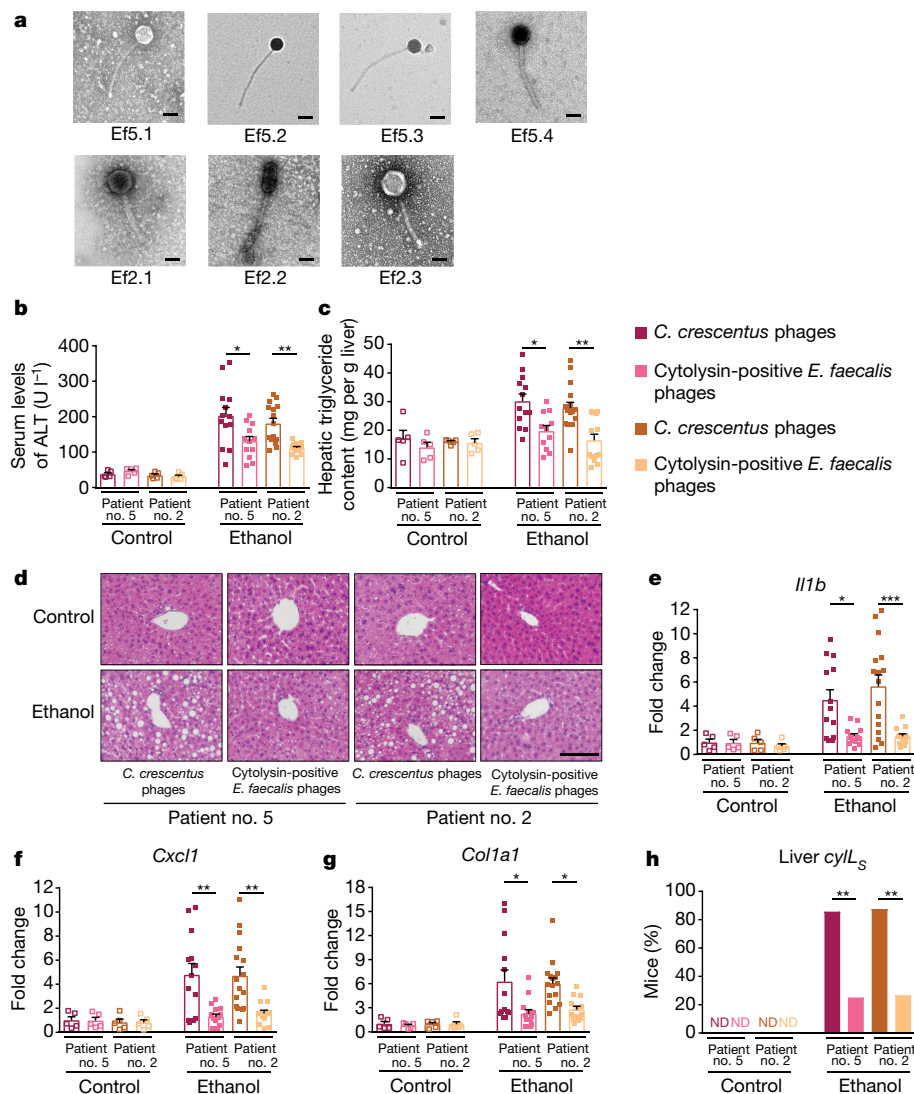 a
Ef5.1
Ef5.2
Ef5.3
Ef5.4
Ef2.1
Ef2.2
Ef2.3
b
Serum levels
of ALT (U l⁻¹)
400
300
200
100
0
*
**
Patient
no. 5
Patient
no. 2
Patient
no. 5
Patient
no. 2
Control
Ethanol
c
Hepatic triglyceride
content (mg per g liver)
50
40
30
20
10
0
*
**
Patient
no. 5
Patient
no. 2
Patient
no. 5
Patient
no. 2
Control
Ethanol
C. crescentus phages
Cytolysin-positive E. faecalis
phages
C. crescentus phages
Cytolysin-positive E. faecalis
phages
d
Control
Ethanol
C. crescentus
phages
Cytolysin-positive
E. faecalis phages
C. crescentus phages
Cytolysin-positive
E. faecalis phages
Patient no. 5
Patient no. 2
e
Il1b
Fold change
12
10
8
6
4
2
0
*
***
Patient
no. 5
Patient
no. 2
Patient
no. 5
Patient
no. 2
Control
Ethanol
f
Cxcl1
Fold change
12
10
8
6
4
2
0
**
**
Patient
no. 5
Patient
no. 2
Patient
no. 5
Patient
no. 2
Control
Ethanol
g
Col1a1
Fold change
18
15
12
9
6
3
0
*
*
Patient
no. 5
Patient
no. 2
Patient
no. 5
Patient
no. 2
Control
Ethanol
h
Liver cylL_S
Mice (%)
100
80
60
40
20
0
NDND
NDND
**
**
Patient
no. 5
Patient
no. 2
Patient
no. 5
Patient
no. 2
Control
Ethanol